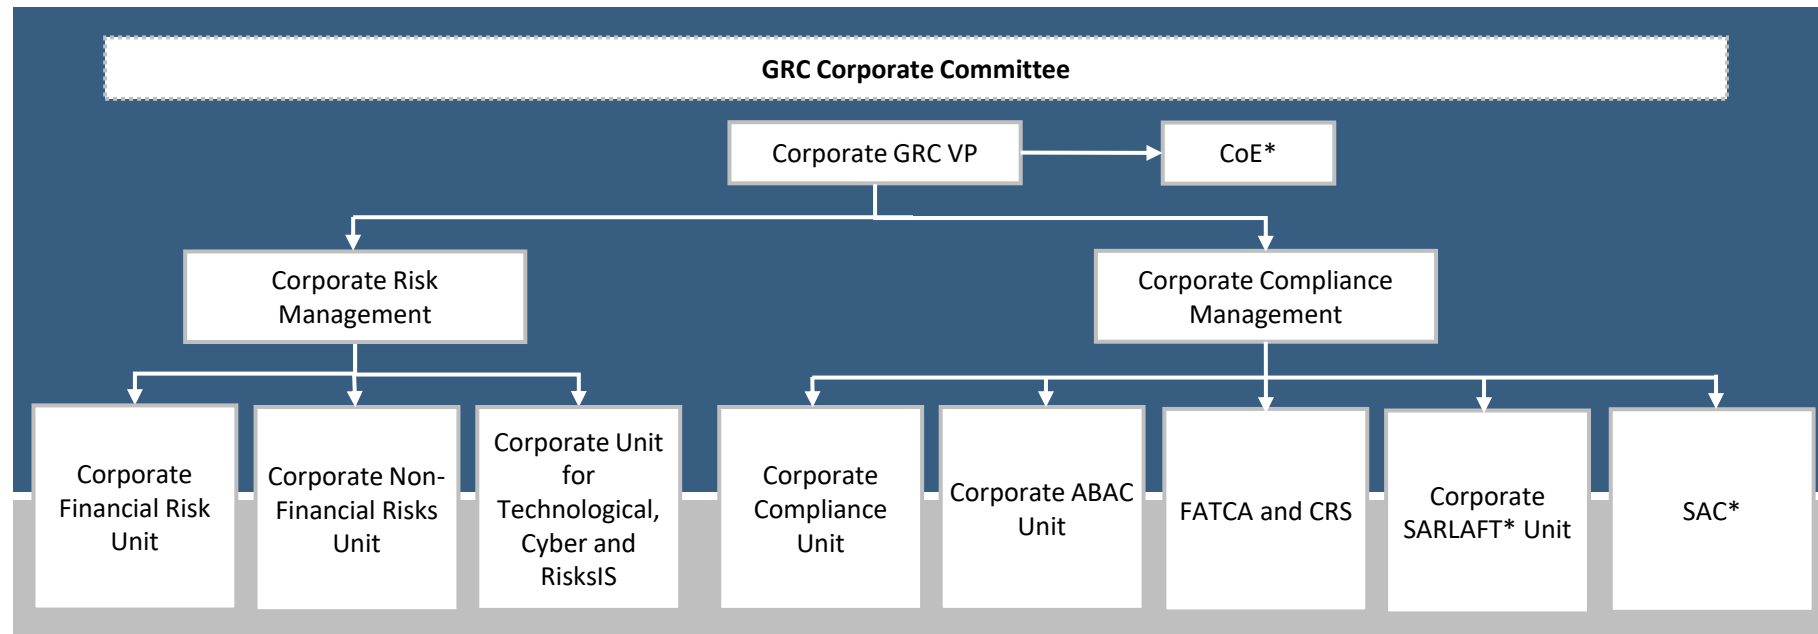 GRC Corporate Committee
Corporate GRC VP
CoE*
Corporate Risk
Management
Corporate Compliance
Management
Corporate
Financial Risk
Unit
Corporate Non-
Financial Risks
Unit
Corporate Unit
for
Technological,
Cyber and
RisksIS
Corporate
Compliance
Unit
Corporate ABAC
Unit
FATCA and CRS
Corporate
SARLAFT* Unit
SAC*